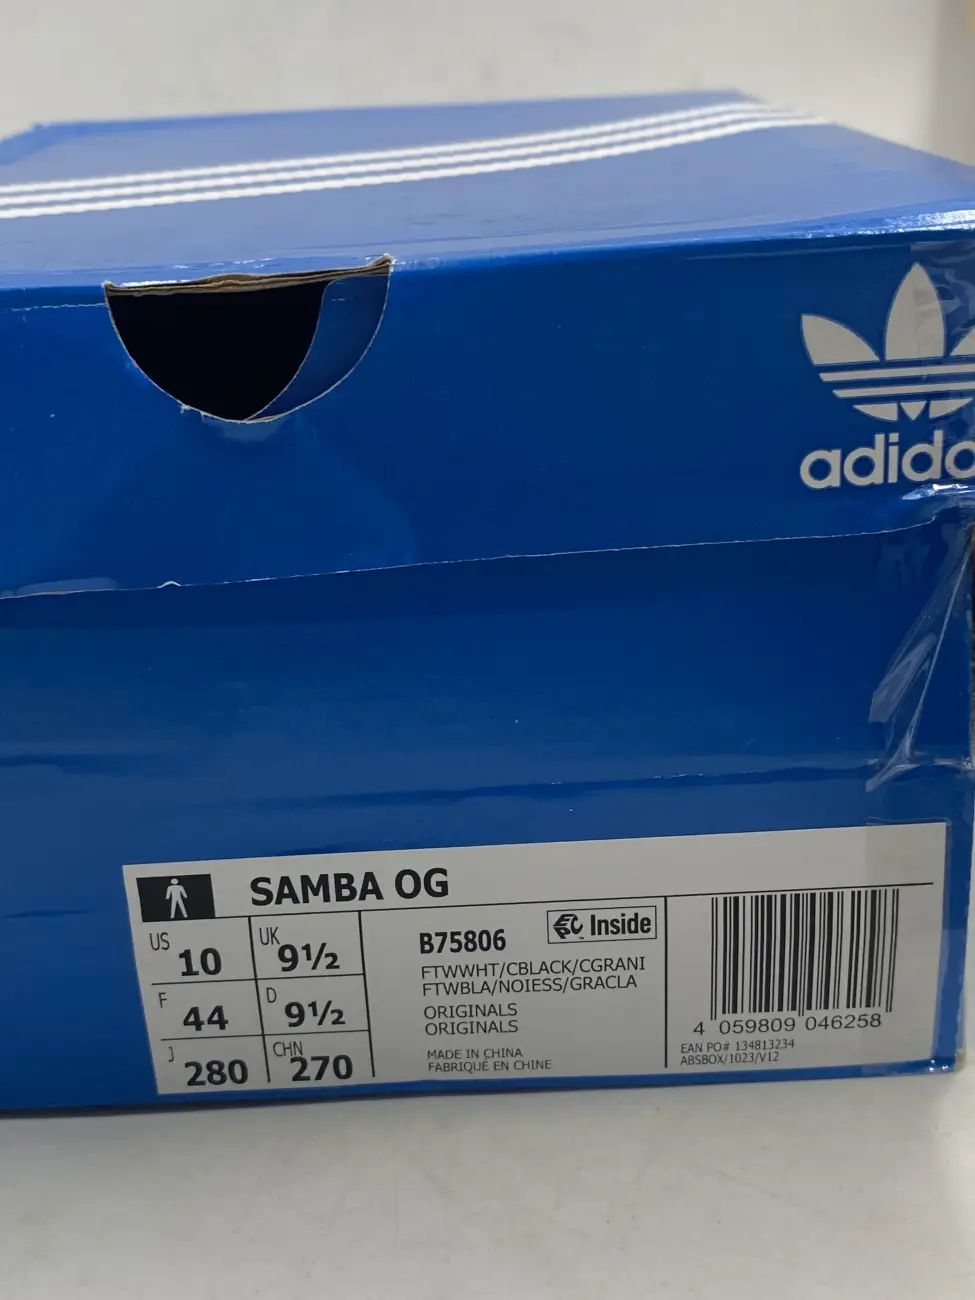 adidas
SAMBA OG
US 10 UK 9½
F 44 D 9½
J 280 CHN 270
B75806
Inside
FTWWHT/CBLACK/CGRANI
FTWBLA/NOIESS/GRACLA
ORIGINALS
ORIGINALS
MADE IN CHINA
FABRIQUÉ EN CHINE
4 059809 046258
EAN PO# 134813234
ABSBOX/1023/V12